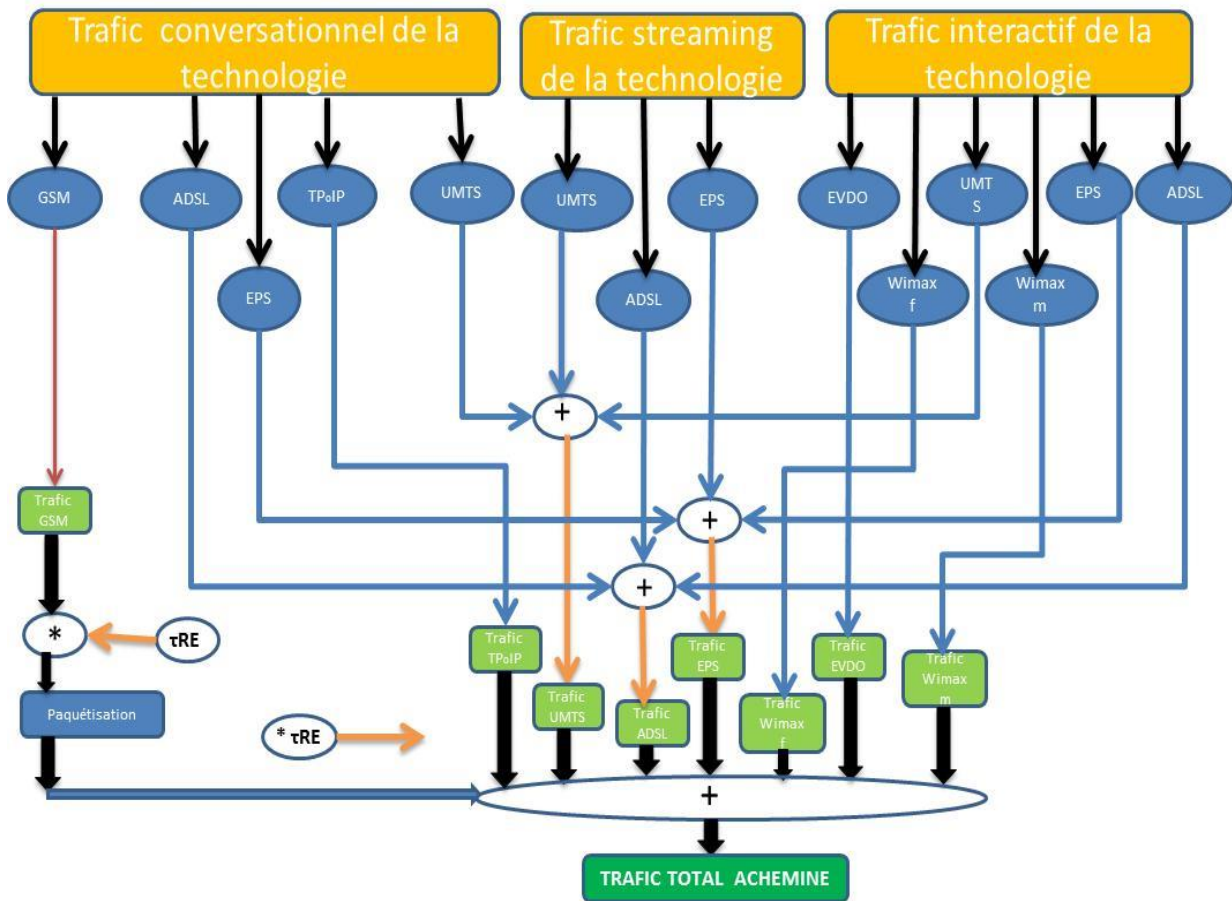 Trafic conversationnel de la
technologie
Trafic streaming
de la technologie
Trafic interactif de la
technologie
GSM
ADSL
TPoIP
UMTS
UMTS
EPS
EVDO
UMT
S
EPS
ADSL
EPS
ADSL
Wimax
f
Wimax
m
+
Trafic
GSM
+
+
*
τRE
Trafic
TPoIP
Trafic
EPS
Trafic
EVDO
Trafic
Wimax
m
Paquétisation
Trafic
UMTS
Trafic
ADSL
Trafic
Wimax
f
* τRE
+
TRAFIC TOTAL ACHEMINE